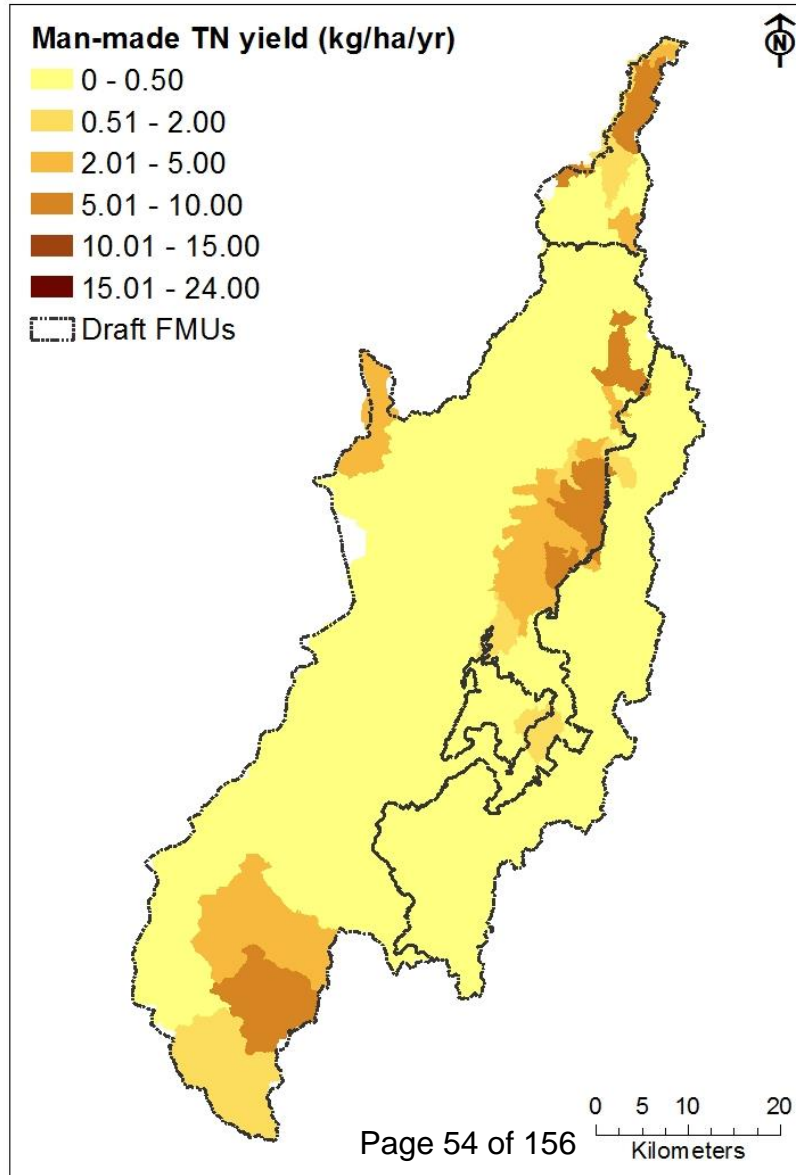 Man-made TN yield (kg/ha/yr)
0 - 0.50
0.51 - 2.00
2.01 - 5.00
5.01 - 10.00
10.01 - 15.00
15.01 - 24.00
Draft FMUs
N
Page 54 of 156
0 5 10 20
Kilometers